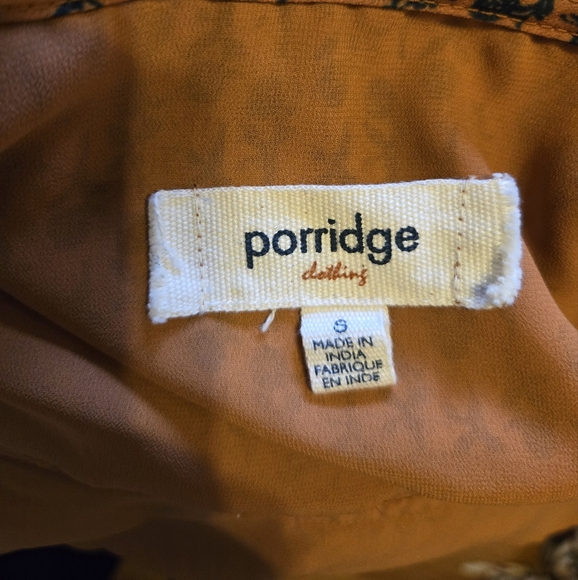 porridge
clothing
S
MADE IN
INDIA
FABRIQUE
EN INDE